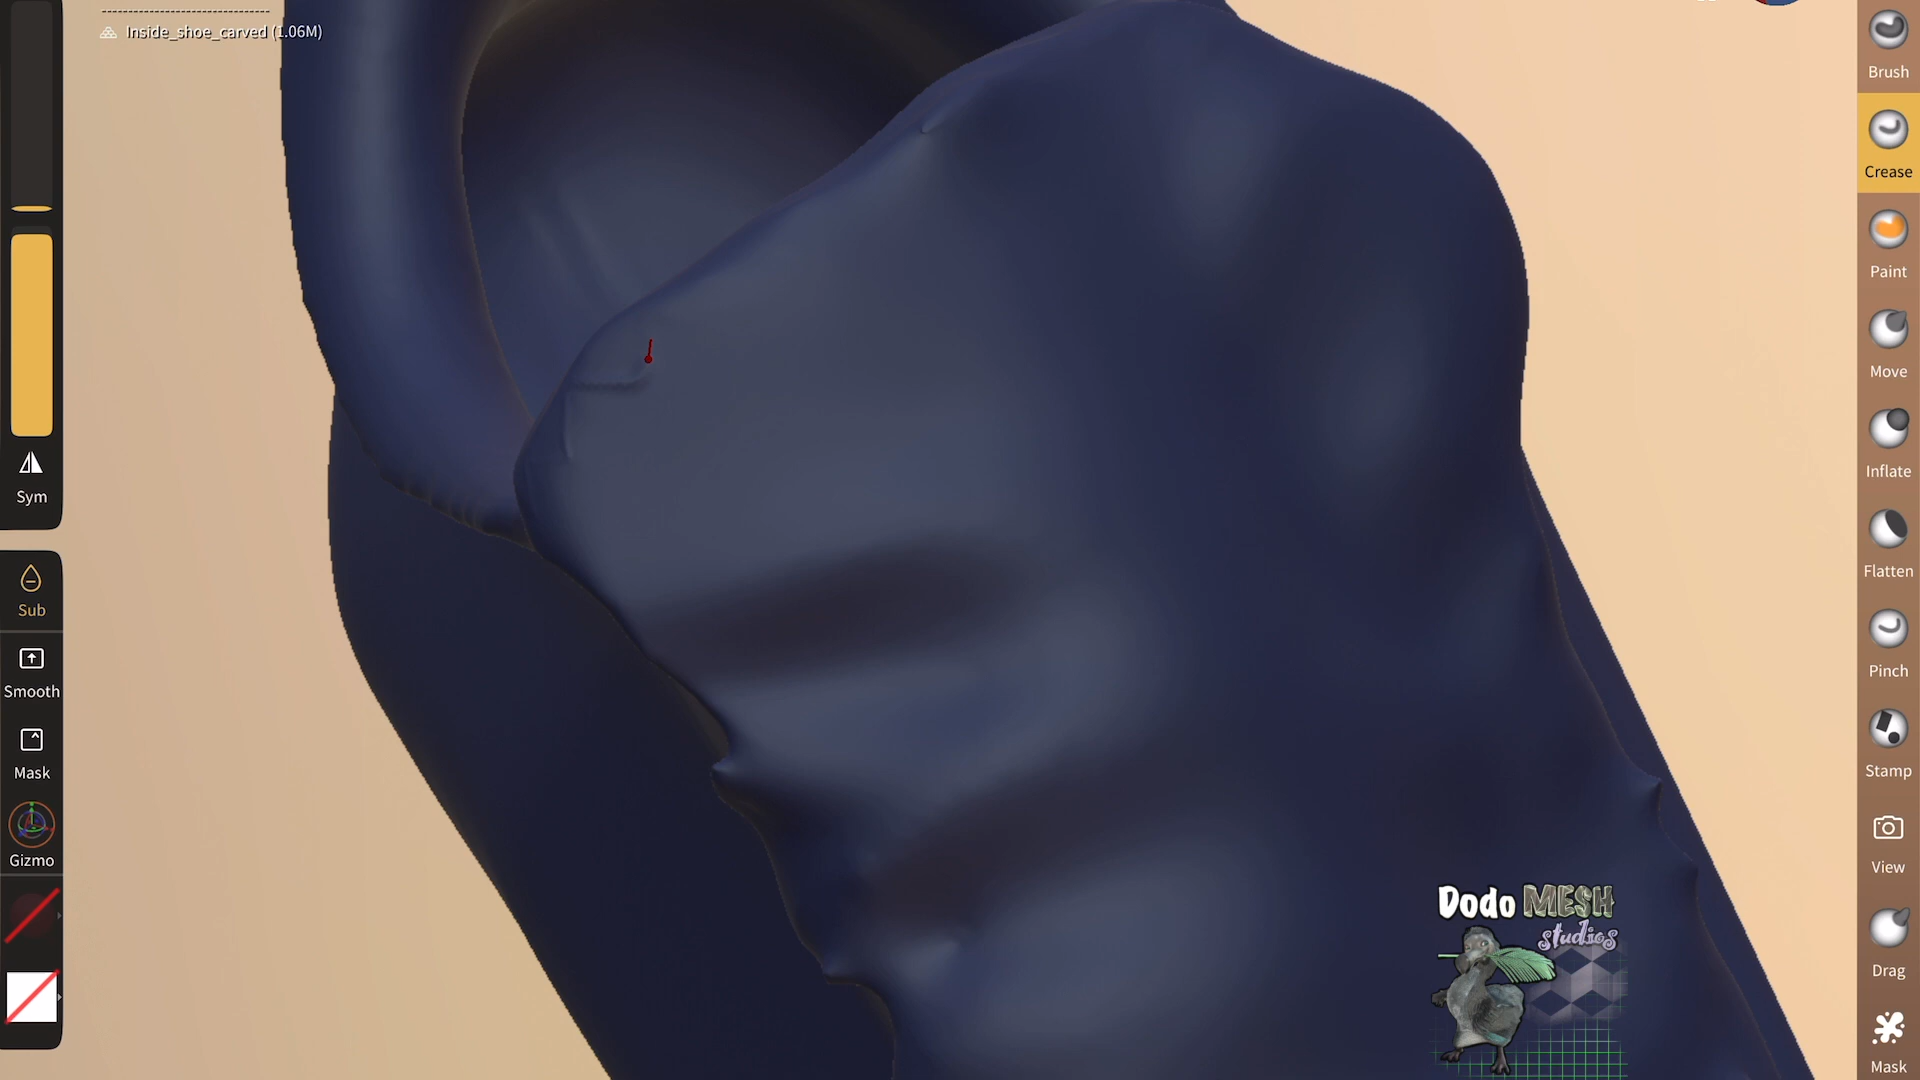 --------------------------------
Inside_shoe_carved (1.06M)
Sym
Sub
Smooth
Mask
Gizmo
Brush
Crease
Paint
Move
Inflate
Flatten
Pinch
Stamp
View
Drag
Mask
Dodo MESH
studios